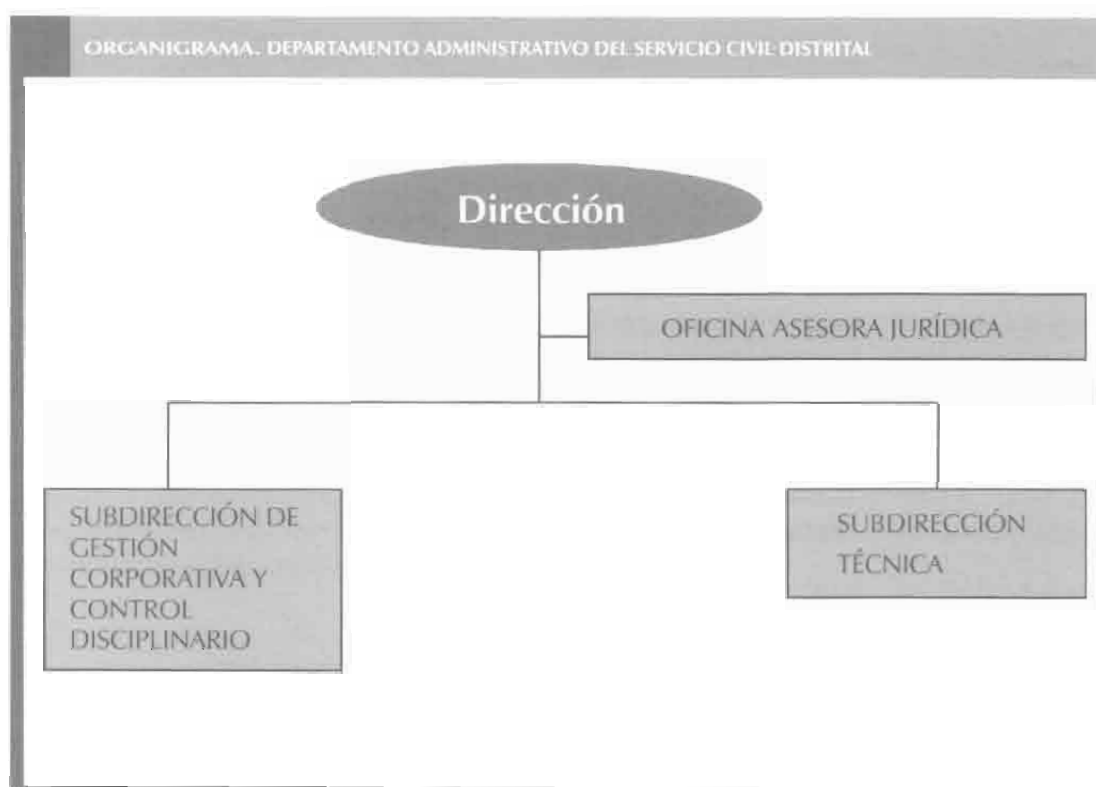 ORGANIGRAMA. DEPARTAMENTO ADMINISTRATIVO DEL SERVICIO CIVIL DISTRITAL
Dirección
OFICINA ASESORA JURÍDICA
SUBDIRECCIÓN DE
GESTIÓN
CORPORATIVA Y
CONTROL
DISCIPLINARIO
SUBDIRECCIÓN
TÉCNICA